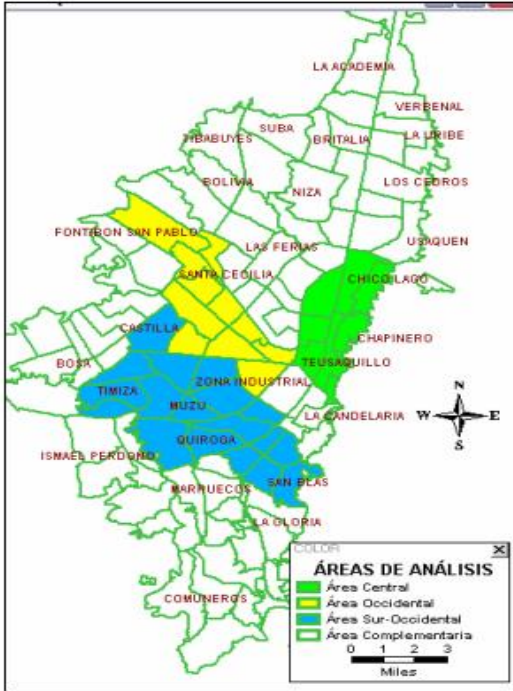 LA ACADEMIA
VERBENAL
SUBA
BRITALIA
LA URIBE
TIBABUYES
BOLIVIA
NIZA
LOS CEDROS
FONTIBON SAN PABLO
LAS FERIAS
USAQUEN
SANTA CECILIA
CHICO LAGO
CASTILLA
CHAPINERO
BOSA
TEUSAQUILLO
TIMIZA
ZONA INDUSTRIAL
MUZU
LA CANDELARIA
N
W E
S
QUIROGA
ISMAEL PERDOMO
MARRUECOS
SAN BLAS
LA GLORIA
COMUNEROS
COLOR
ÁREAS DE ANÁLISIS
Área Central
Área Occidental
Área Sur-Occidental
Área Complementaria
0 1 2 3
Miles